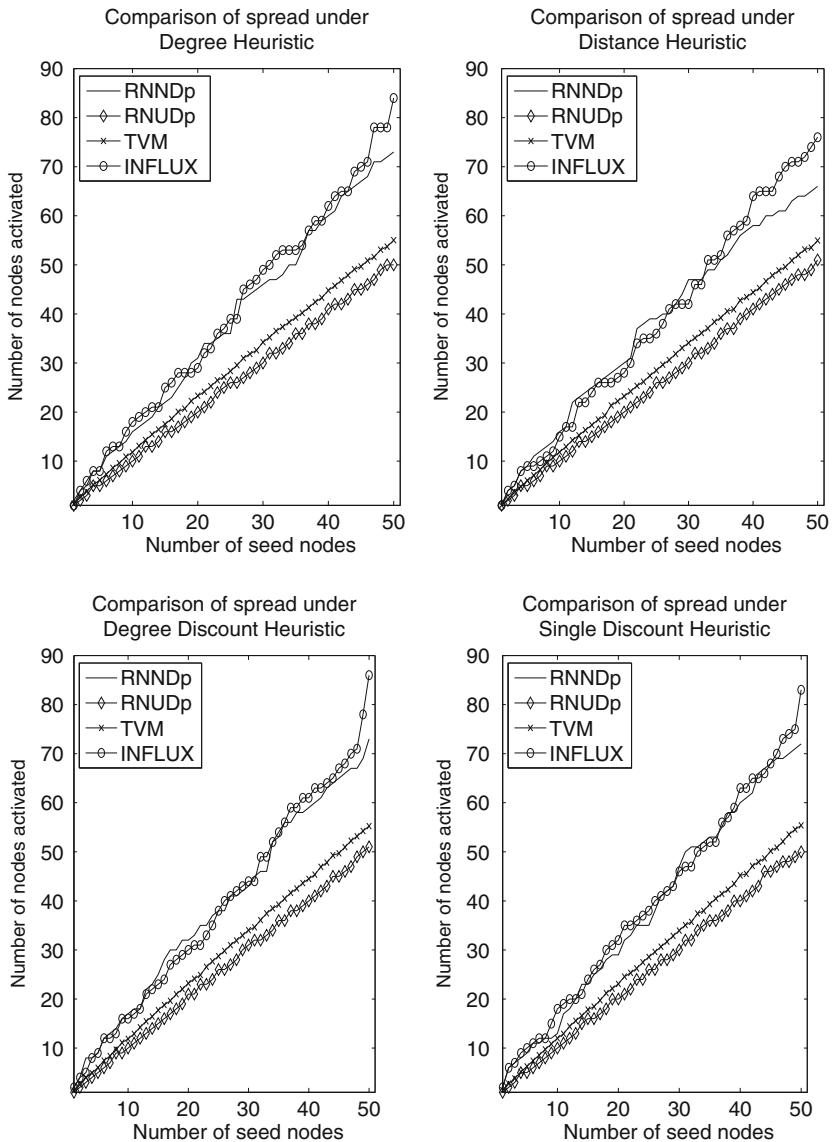 Comparison of spread under
Degree Heuristic
90
80
70
60
50
40
30
20
10
Number of nodes activated
RNNDp
RNUDp
TVM
INFLUX
10 20 30 40 50
Number of seed nodes
Comparison of spread under
Distance Heuristic
90
80
70
60
50
40
30
20
10
Number of nodes activated
RNNDp
RNUDp
TVM
INFLUX
10 20 30 40 50
Number of seed nodes
Comparison of spread under
Degree Discount Heuristic
90
80
70
60
50
40
30
20
10
Number of nodes activated
RNNDp
RNUDp
TVM
INFLUX
10 20 30 40 50
Number of seed nodes
Comparison of spread under
Single Discount Heuristic
90
80
70
60
50
40
30
20
10
Number of nodes activated
RNNDp
RNUDp
TVM
INFLUX
10 20 30 40 50
Number of seed nodes